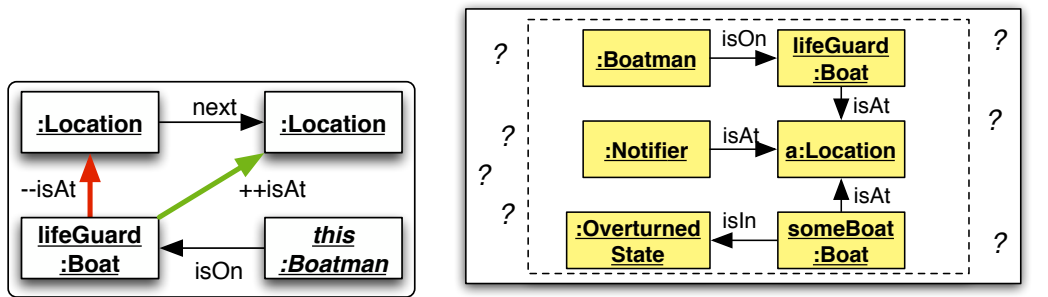 :Location
next
:Location
--isAt
++isAt
lifeGuard
:Boat
isOn
this
:Boatman
?
?
?
?
:Boatman
isOn
lifeGuard
:Boat
isAt
:Notifier
isAt
a:Location
isAt
:Overturned
State
isIn
someBoat
:Boat
?
?
?